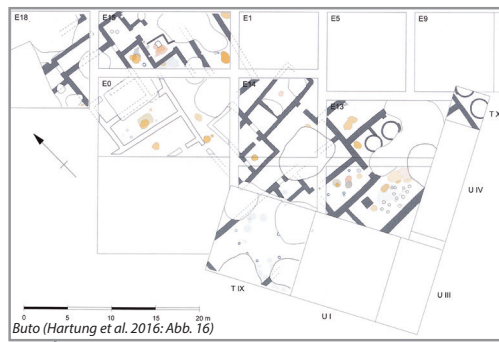 E18
E15
E1
E5
E9
E0
E14
E13
T X
U IV
T IX
U III
U I
0 5 10 15 20 m
Buto (Hartung et al. 2016: Abb. 16)